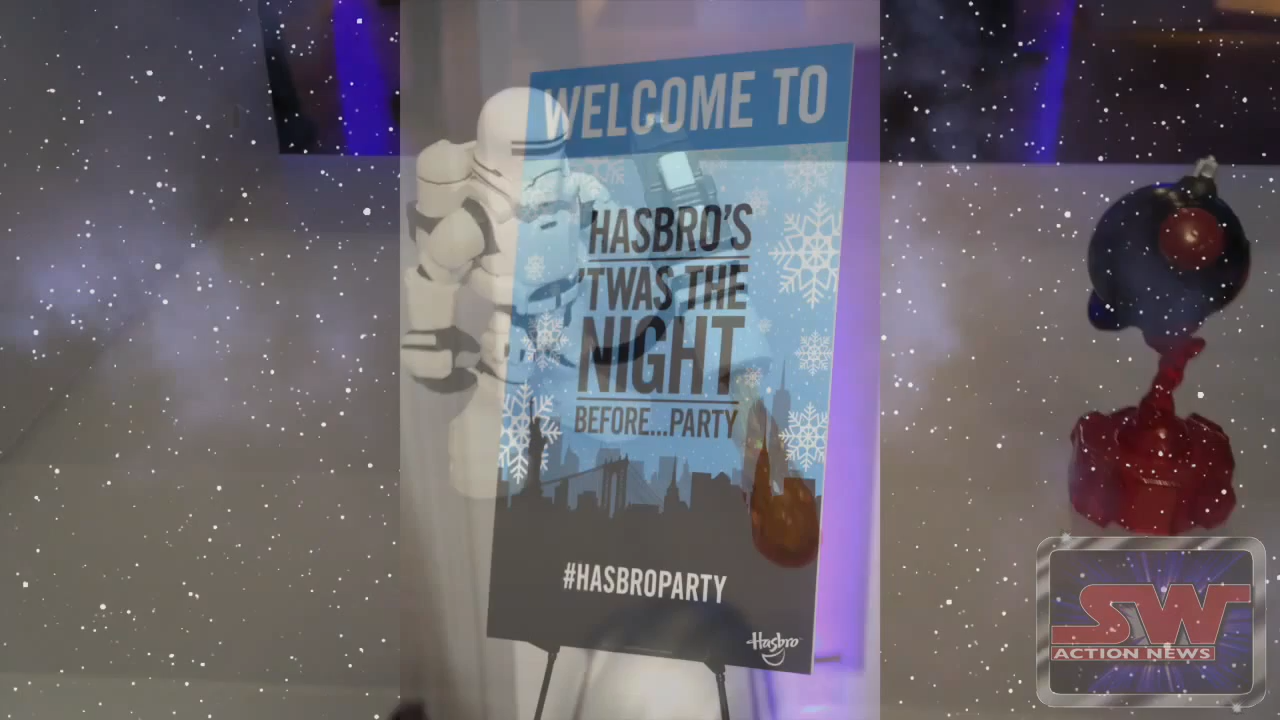 WELCOME TO
HASBRO'S
'TWAS THE
NIGHT
BEFORE...PARTY
#HASBROPARTY
Hasbro
SW
ACTION NEWS